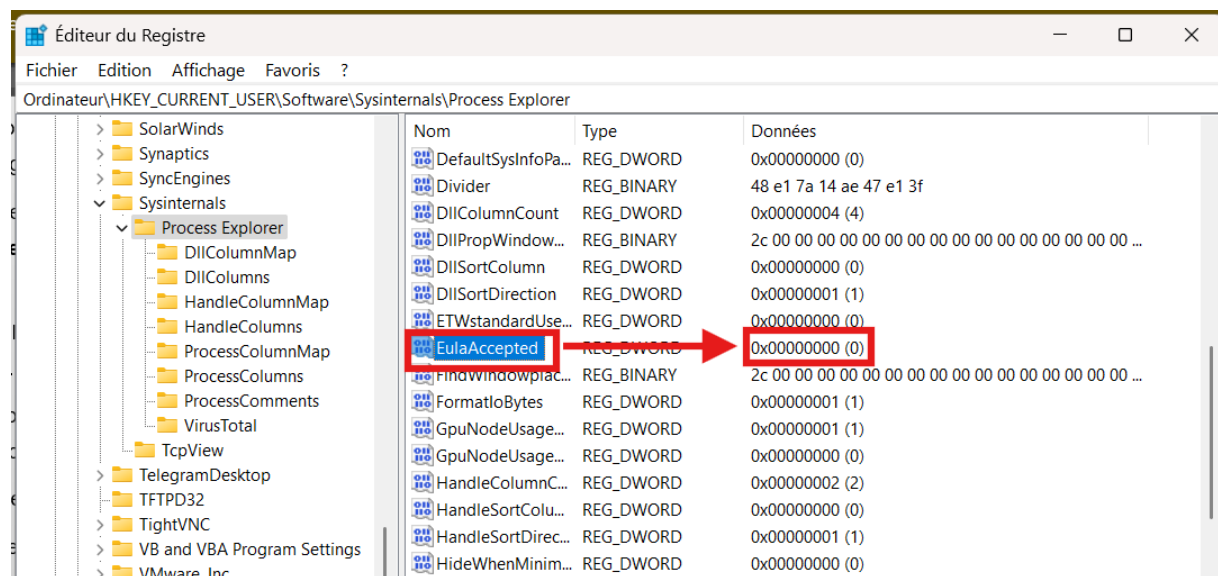 Éditeur du Registre
Fichier Edition Affichage Favoris ?
Ordinateur\HKEY_CURRENT_USER\Software\Sysinternals\Process Explorer
SolarWinds
Synaptics
SyncEngines
Sysinternals
Process Explorer
DllColumnMap
DllColumns
HandleColumnMap
HandleColumns
ProcessColumnMap
ProcessColumns
ProcessComments
VirusTotal
TcpView
TelegramDesktop
TFTPD32
TightVNC
VB and VBA Program Settings
VMware, Inc.
Nom Type Données
DefaultSysInfoPa... REG_DWORD 0x00000000 (0)
Divider REG_BINARY 48 e1 7a 14 ae 47 e1 3f
DllColumnCount REG_DWORD 0x00000004 (4)
DllPropWindow... REG_BINARY 2c 00 00 00 00 00 00 00 00 00 00 00 00 00 00 00 ...
DllSortColumn REG_DWORD 0x00000000 (0)
DllSortDirection REG_DWORD 0x00000001 (1)
ETWstandardUse... REG_DWORD 0x00000000 (0)
EulaAccepted REG_DWORD 0x00000000 (0)
FindWindowplac... REG_BINARY 2c 00 00 00 00 00 00 00 00 00 00 00 00 00 00 00 ...
FormatIoBytes REG_DWORD 0x00000001 (1)
GpuNodeUsage... REG_DWORD 0x00000001 (1)
GpuNodeUsage... REG_DWORD 0x00000000 (0)
HandleColumnC... REG_DWORD 0x00000002 (2)
HandleSortColu... REG_DWORD 0x00000000 (0)
HandleSortDirec... REG_DWORD 0x00000001 (1)
HideWhenMinim... REG_DWORD 0x00000000 (0)